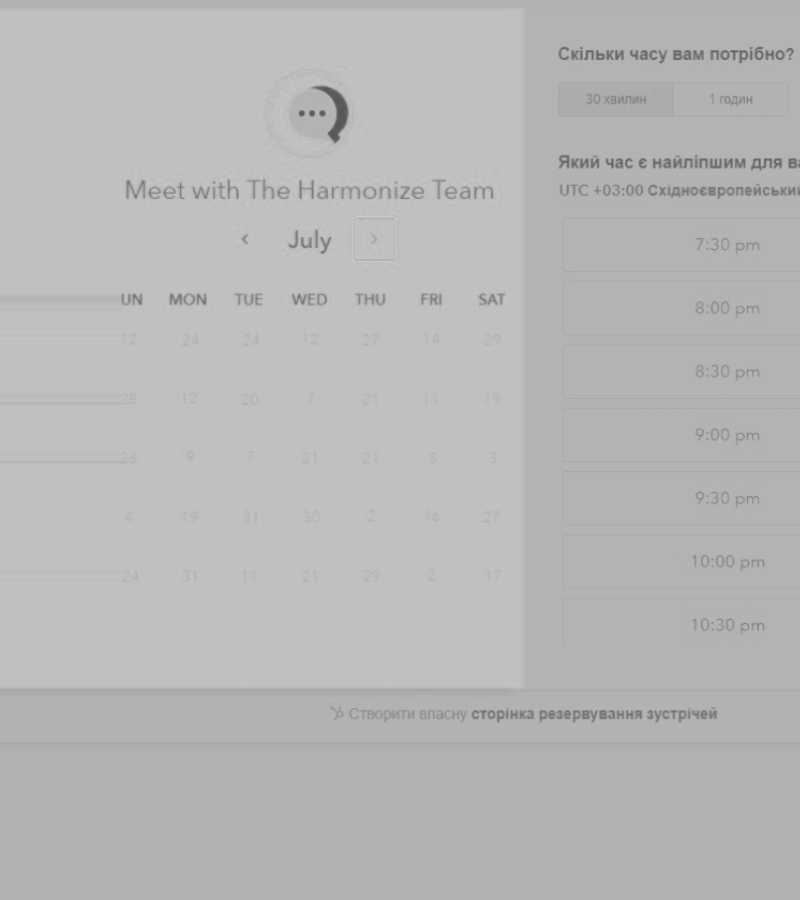 Meet with The Harmonize Team
July
UN MON TUE WED THU FRI SAT
12 24 24 12 27 14 29
28 12 20 7 21 11 19
26 9 7 21 21 3 3
4 19 31 30 2 16 27
24 31 11 21 29 2 17
Скільки часу вам потрібно?
30 хвилин 1 годин
Який час є найліпшим для
UTC +03:00
7:30 pm
8:00 pm
8:30 pm
9:00 pm
9:30 pm
10:00 pm
10:30 pm
Створити власну сторінка резервування зустрічей